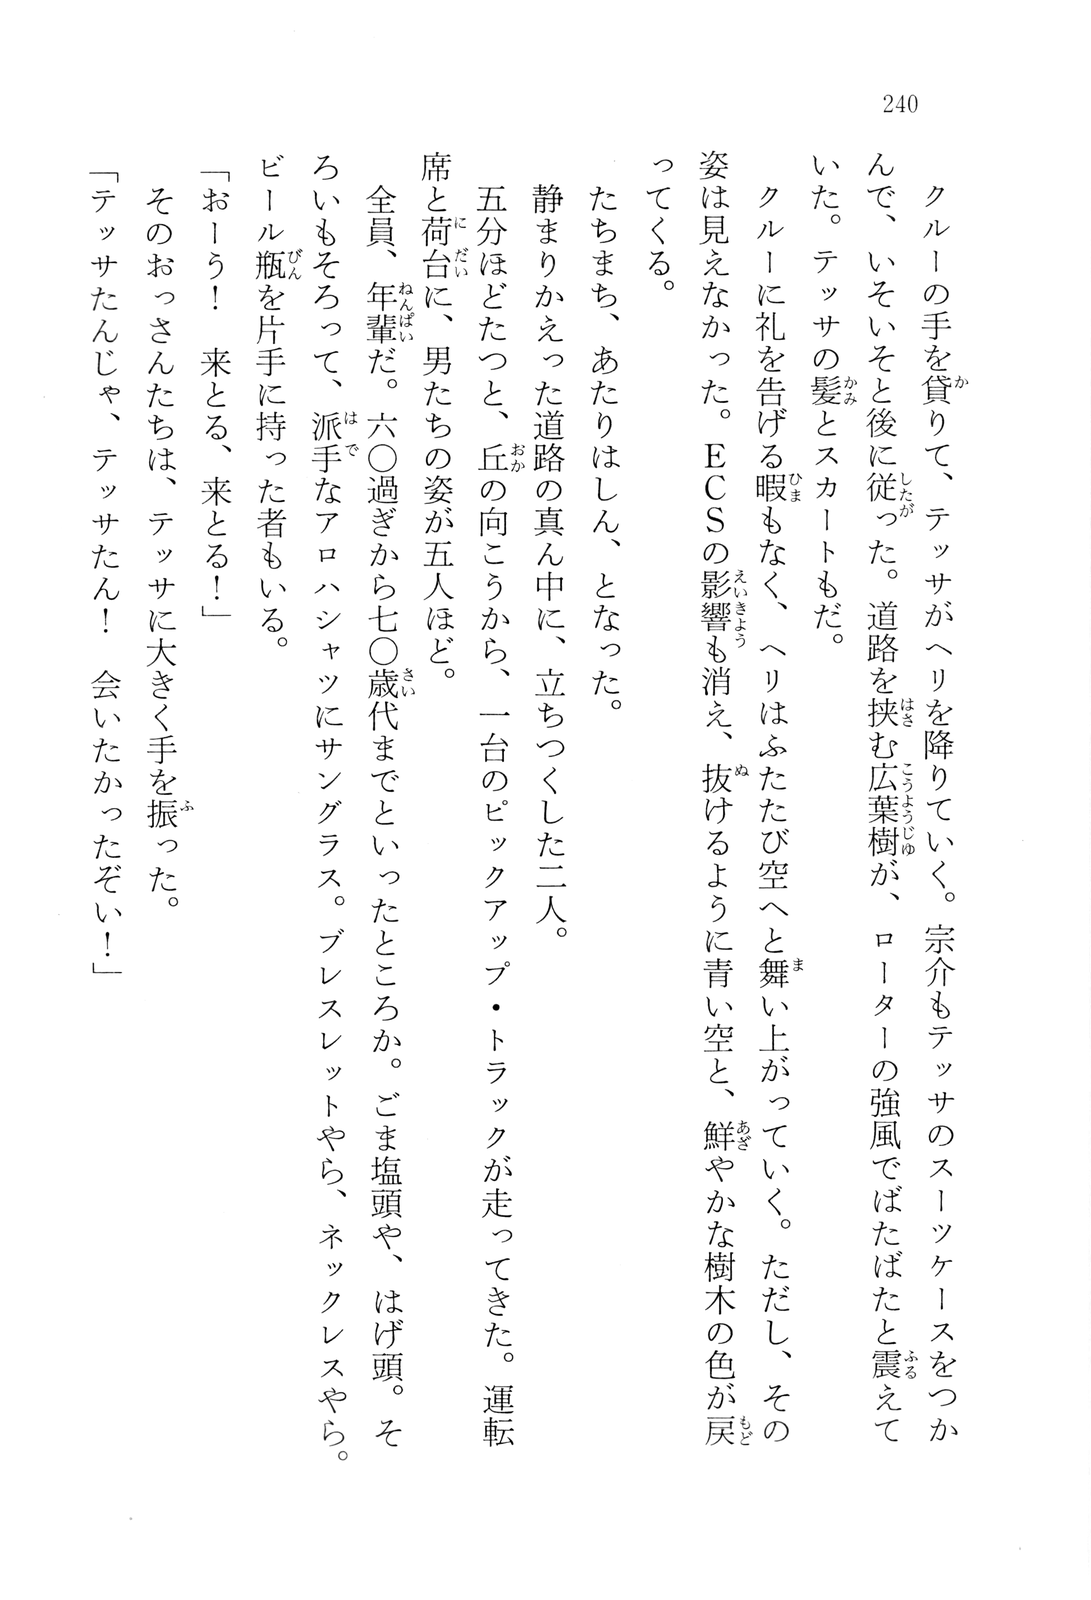 240
クルーの手を貸りて、テッサがヘリを降りていく。宗介もテッサのスーツケースをつか
んで、いそいそと後に従った。道路を挟む広葉樹が、ローターの強風でばたばたと震えて
いた。テッサの髪とスカートもだ。
クルーに礼を告げる暇もなく、ヘリはふたたび空へと舞い上がっていく。ただし、その
姿は見えなかった。ECSの影響も消え、抜けるように青い空と、鮮やかな樹木の色が戻
ってくる。
たちまち、あたりはしん、となった。
静まりかえった道路の真ん中に、立ちつくした二人。
五分ほどたつと、丘の向こうから、一台のピックアップ・トラックが走ってきた。運転
席と荷台に、男たちの姿が五人ほど。
全員、年輩だ。六〇過ぎから七〇歳代までといったところか。ごま塩頭や、はげ頭。そ
ろいもそろって、派手なアロハシャツにサングラス。ブレスレットやら、ネックレスやら。
ビール瓶を片手に持った者もいる。
「おーう！　来とる、来とる！」
そのおっさんたちは、テッサに大きく手を振った。
「テッサたんじゃ、テッサたん！　会いたかったぞい！」